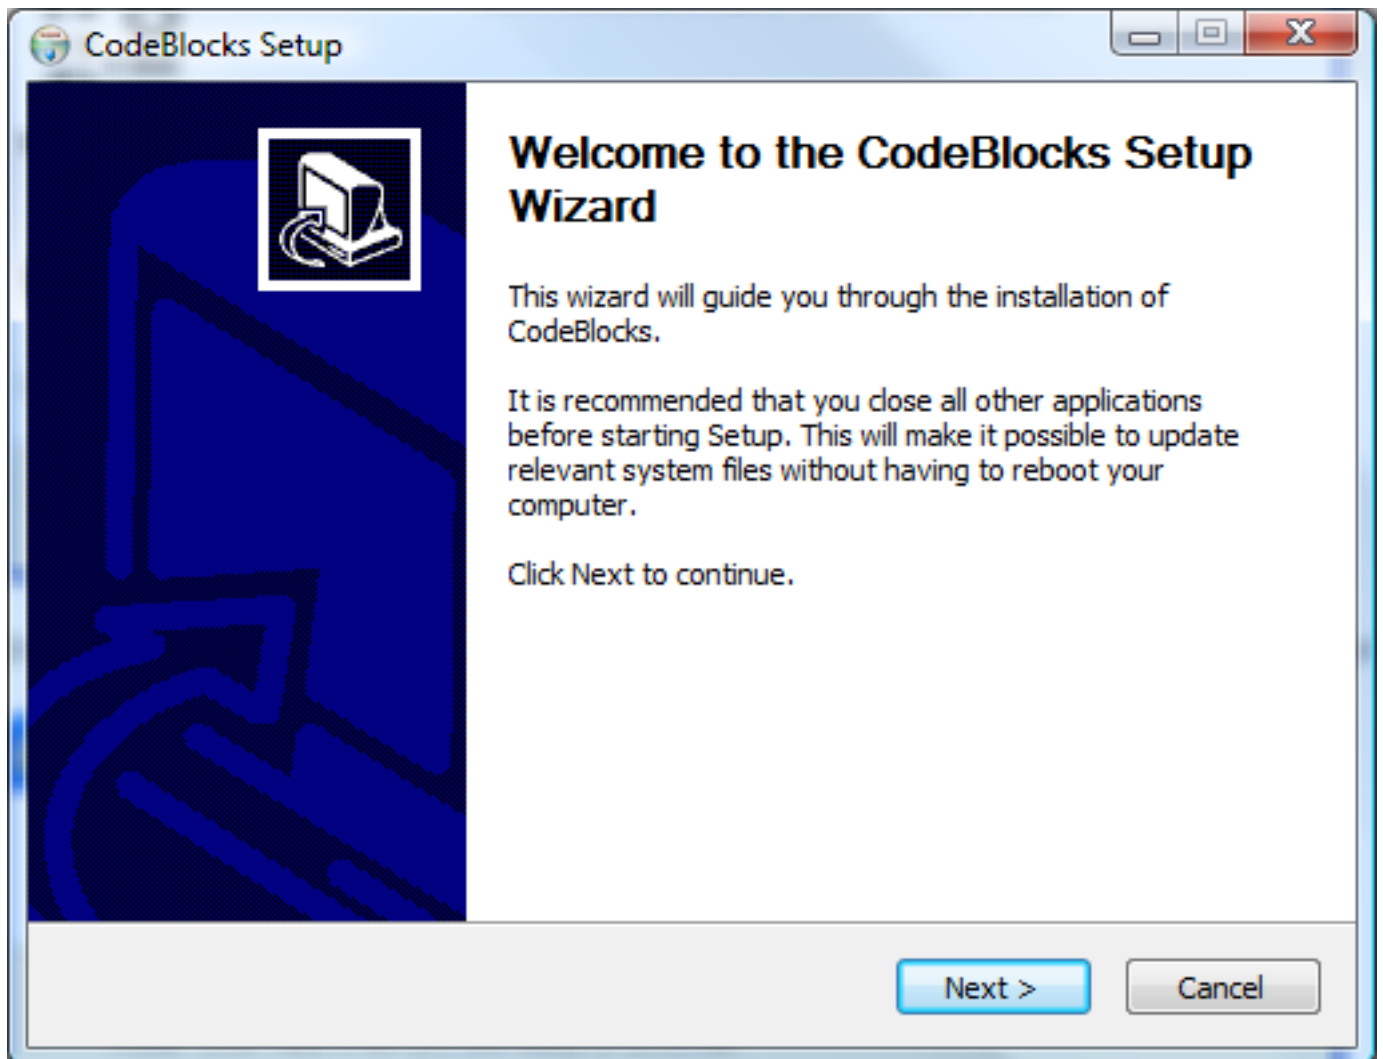 CodeBlocks Setup
Welcome to the CodeBlocks Setup
Wizard
This wizard will guide you through the installation of
CodeBlocks.
It is recommended that you close all other applications
before starting Setup. This will make it possible to update
relevant system files without having to reboot your
computer.
Click Next to continue.
Next >
Cancel